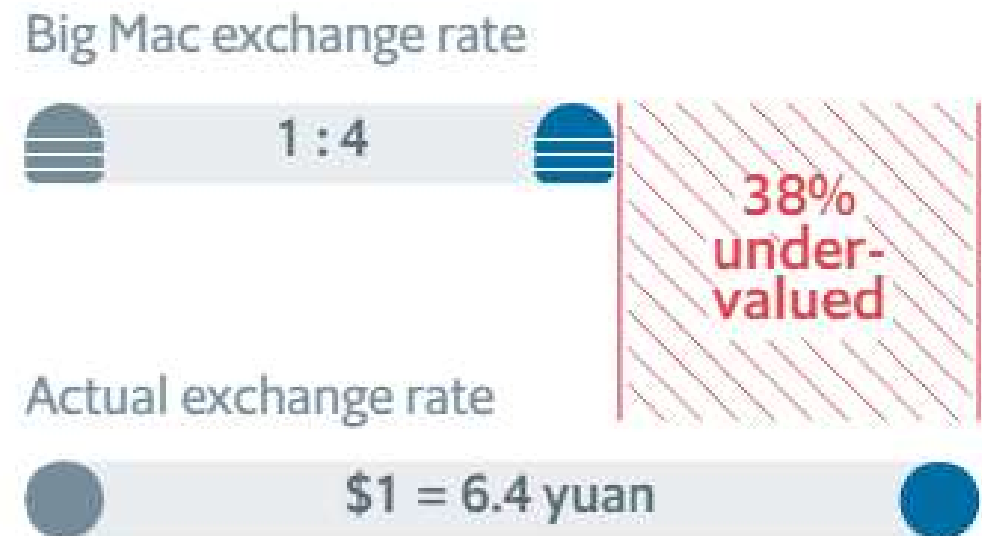 Big Mac exchange rate
1 : 4
38%
under-
valued
Actual exchange rate
$1 = 6.4 yuan